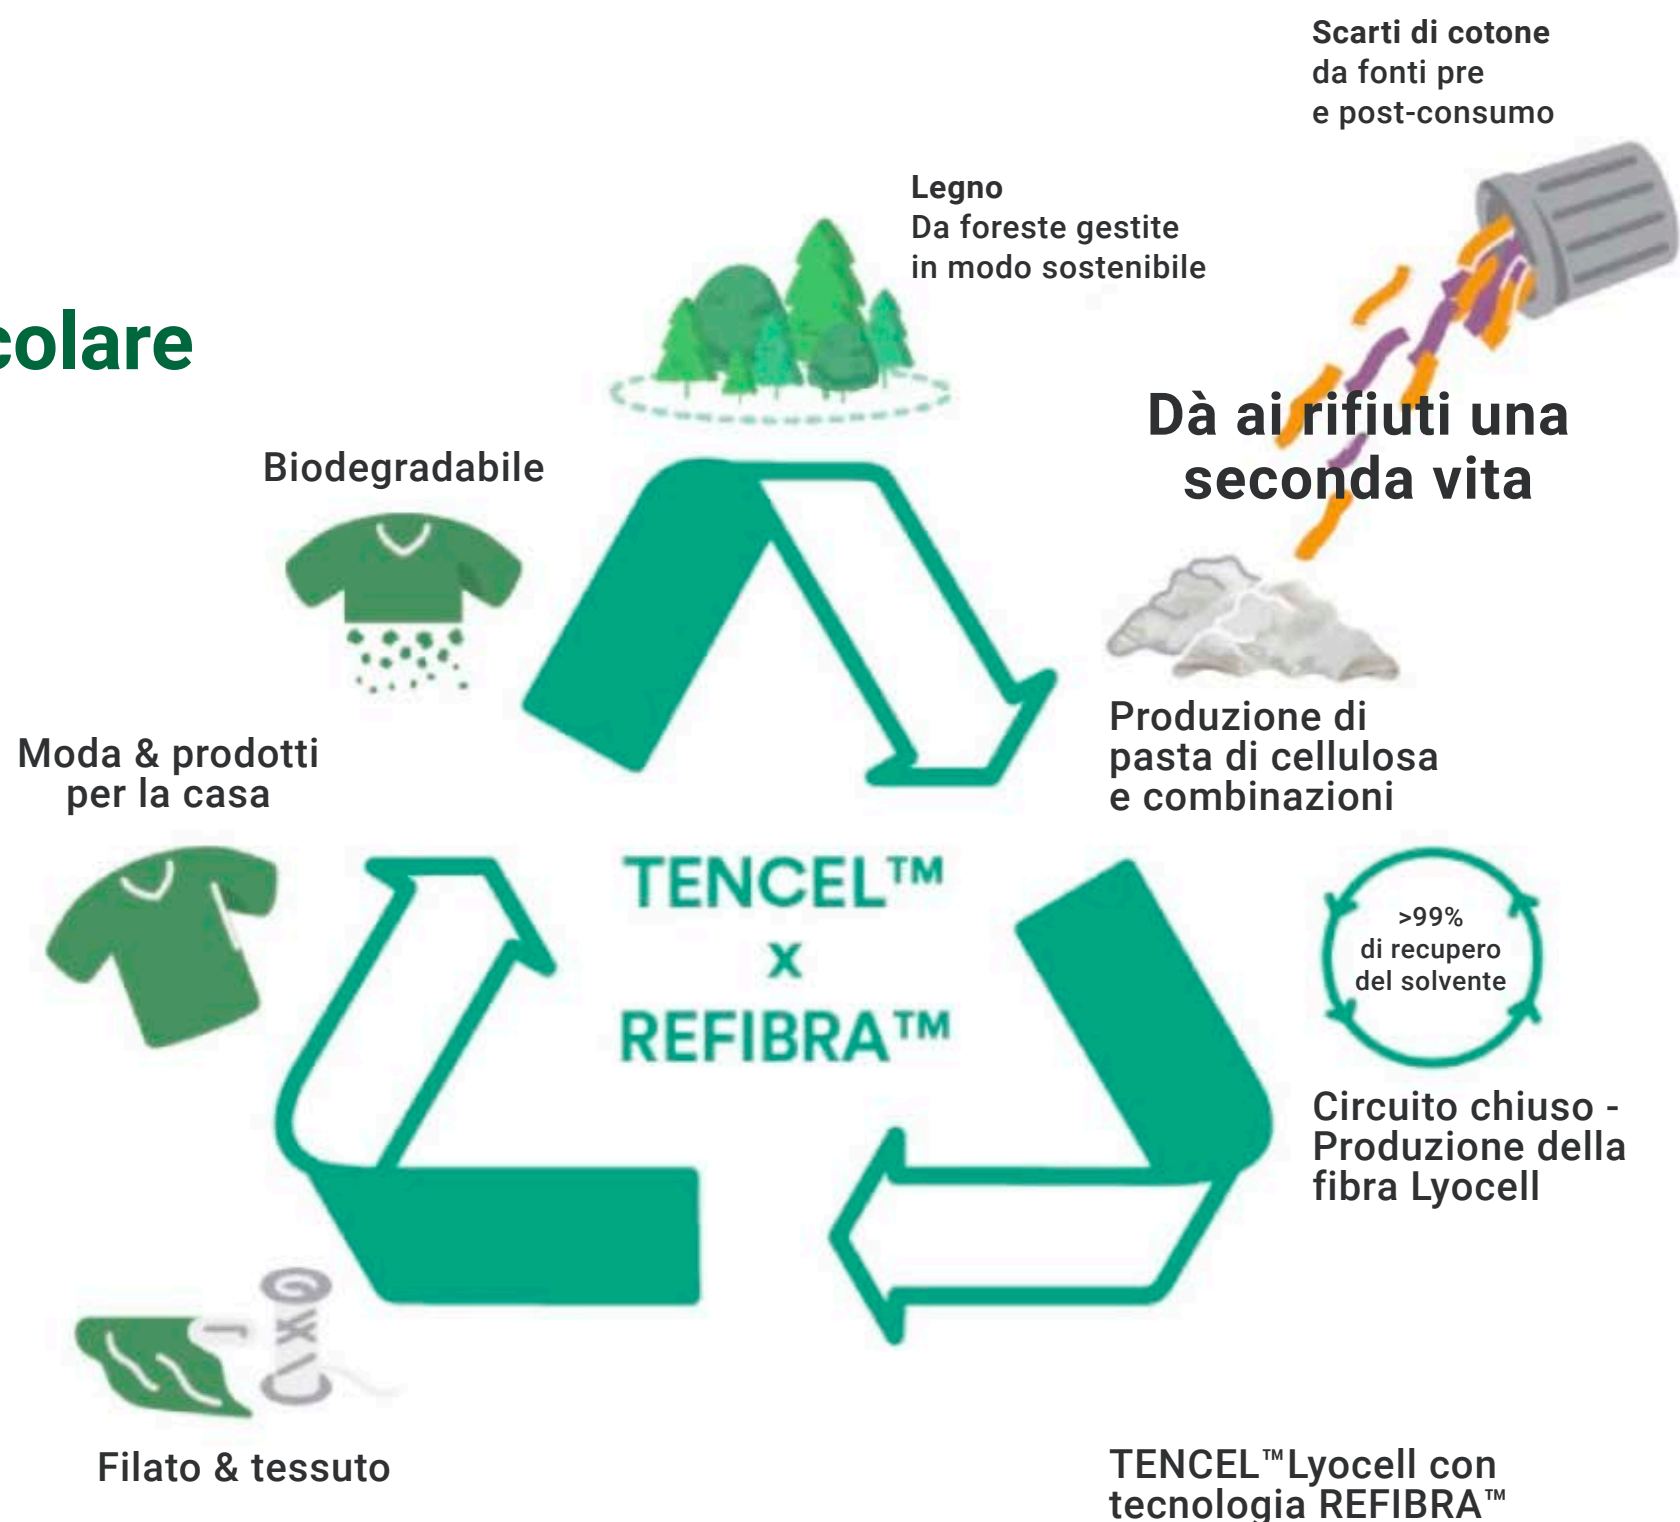 Scarti di cotone
da fonti pre
e post-consumo
Legno
Da foreste gestite
in modo sostenibile
colare
Dà ai rifiuti una
seconda vita
Biodegradabile
Produzione di
pasta di cellulosa
e combinazioni
Moda & prodotti
per la casa
TENCEL™
x
REFIBRA™
>99%
di recupero
del solvente
Circuito chiuso -
Produzione della
fibra Lyocell
Filato & tessuto
TENCEL™Lyocell con
tecnologia REFIBRA™